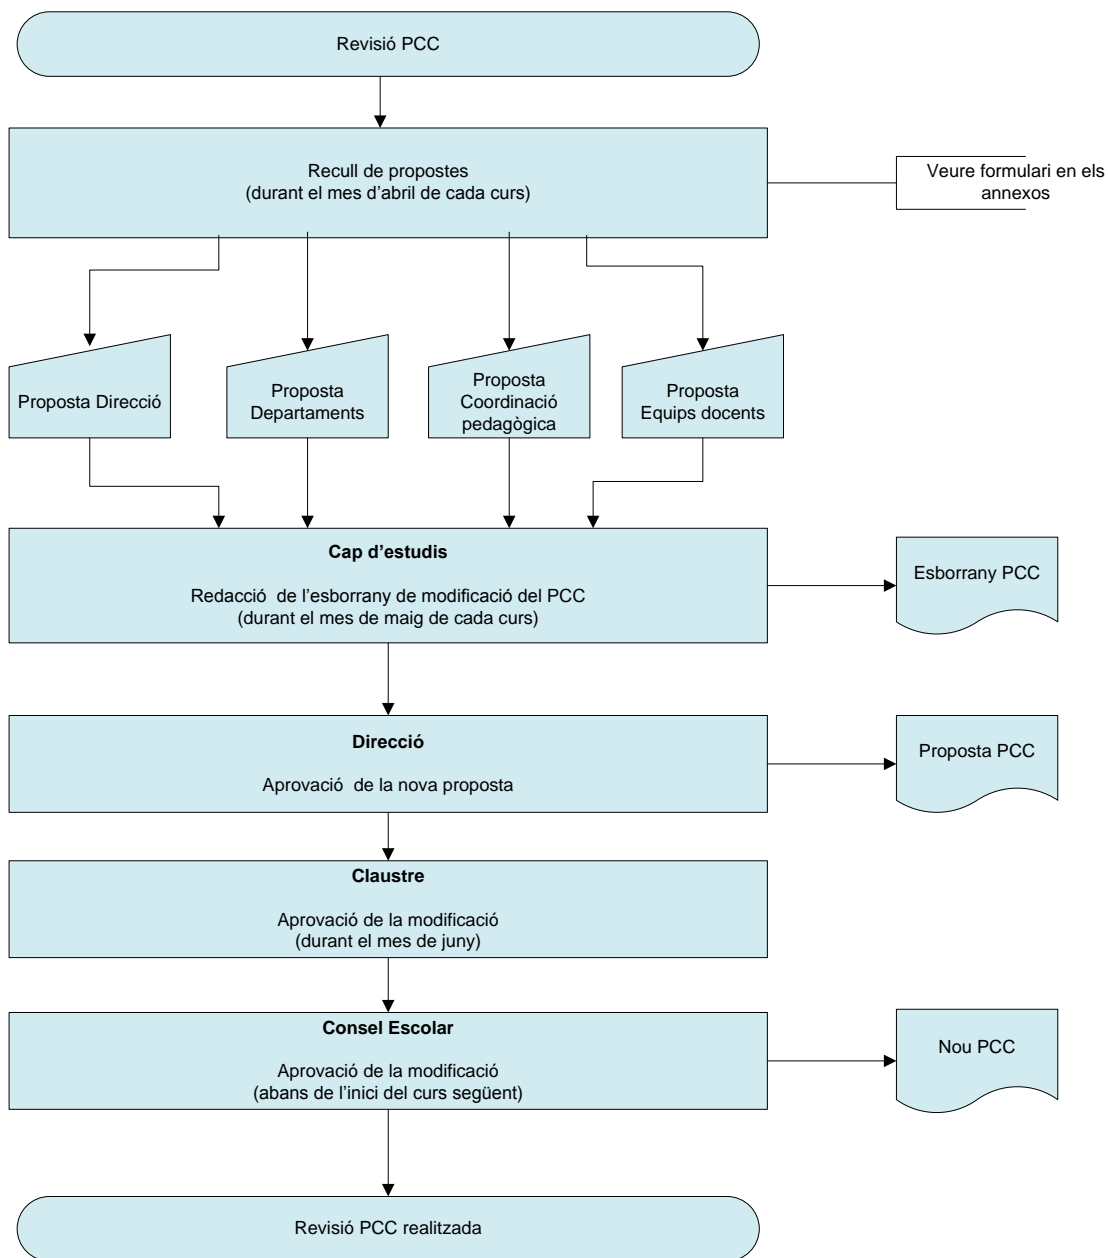 Revisió PCC
Recull de propostes
(durant el mes d’abril de cada curs)
Veure formulari en els
annexos
Proposta Direcció
Proposta
Departaments
Proposta
Coordinació
pedagògica
Proposta
Equips docents
Cap d’estudis
Redacció de l’esborrany de modificació del PCC
(durant el mes de maig de cada curs)
Esborrany PCC
Direcció
Aprovació de la nova proposta
Proposta PCC
Claustre
Aprovació de la modificació
(durant el mes de juny)
Consel Escolar
Aprovació de la modificació
(abans de l’inici del curs següent)
Nou PCC
Revisió PCC realitzada